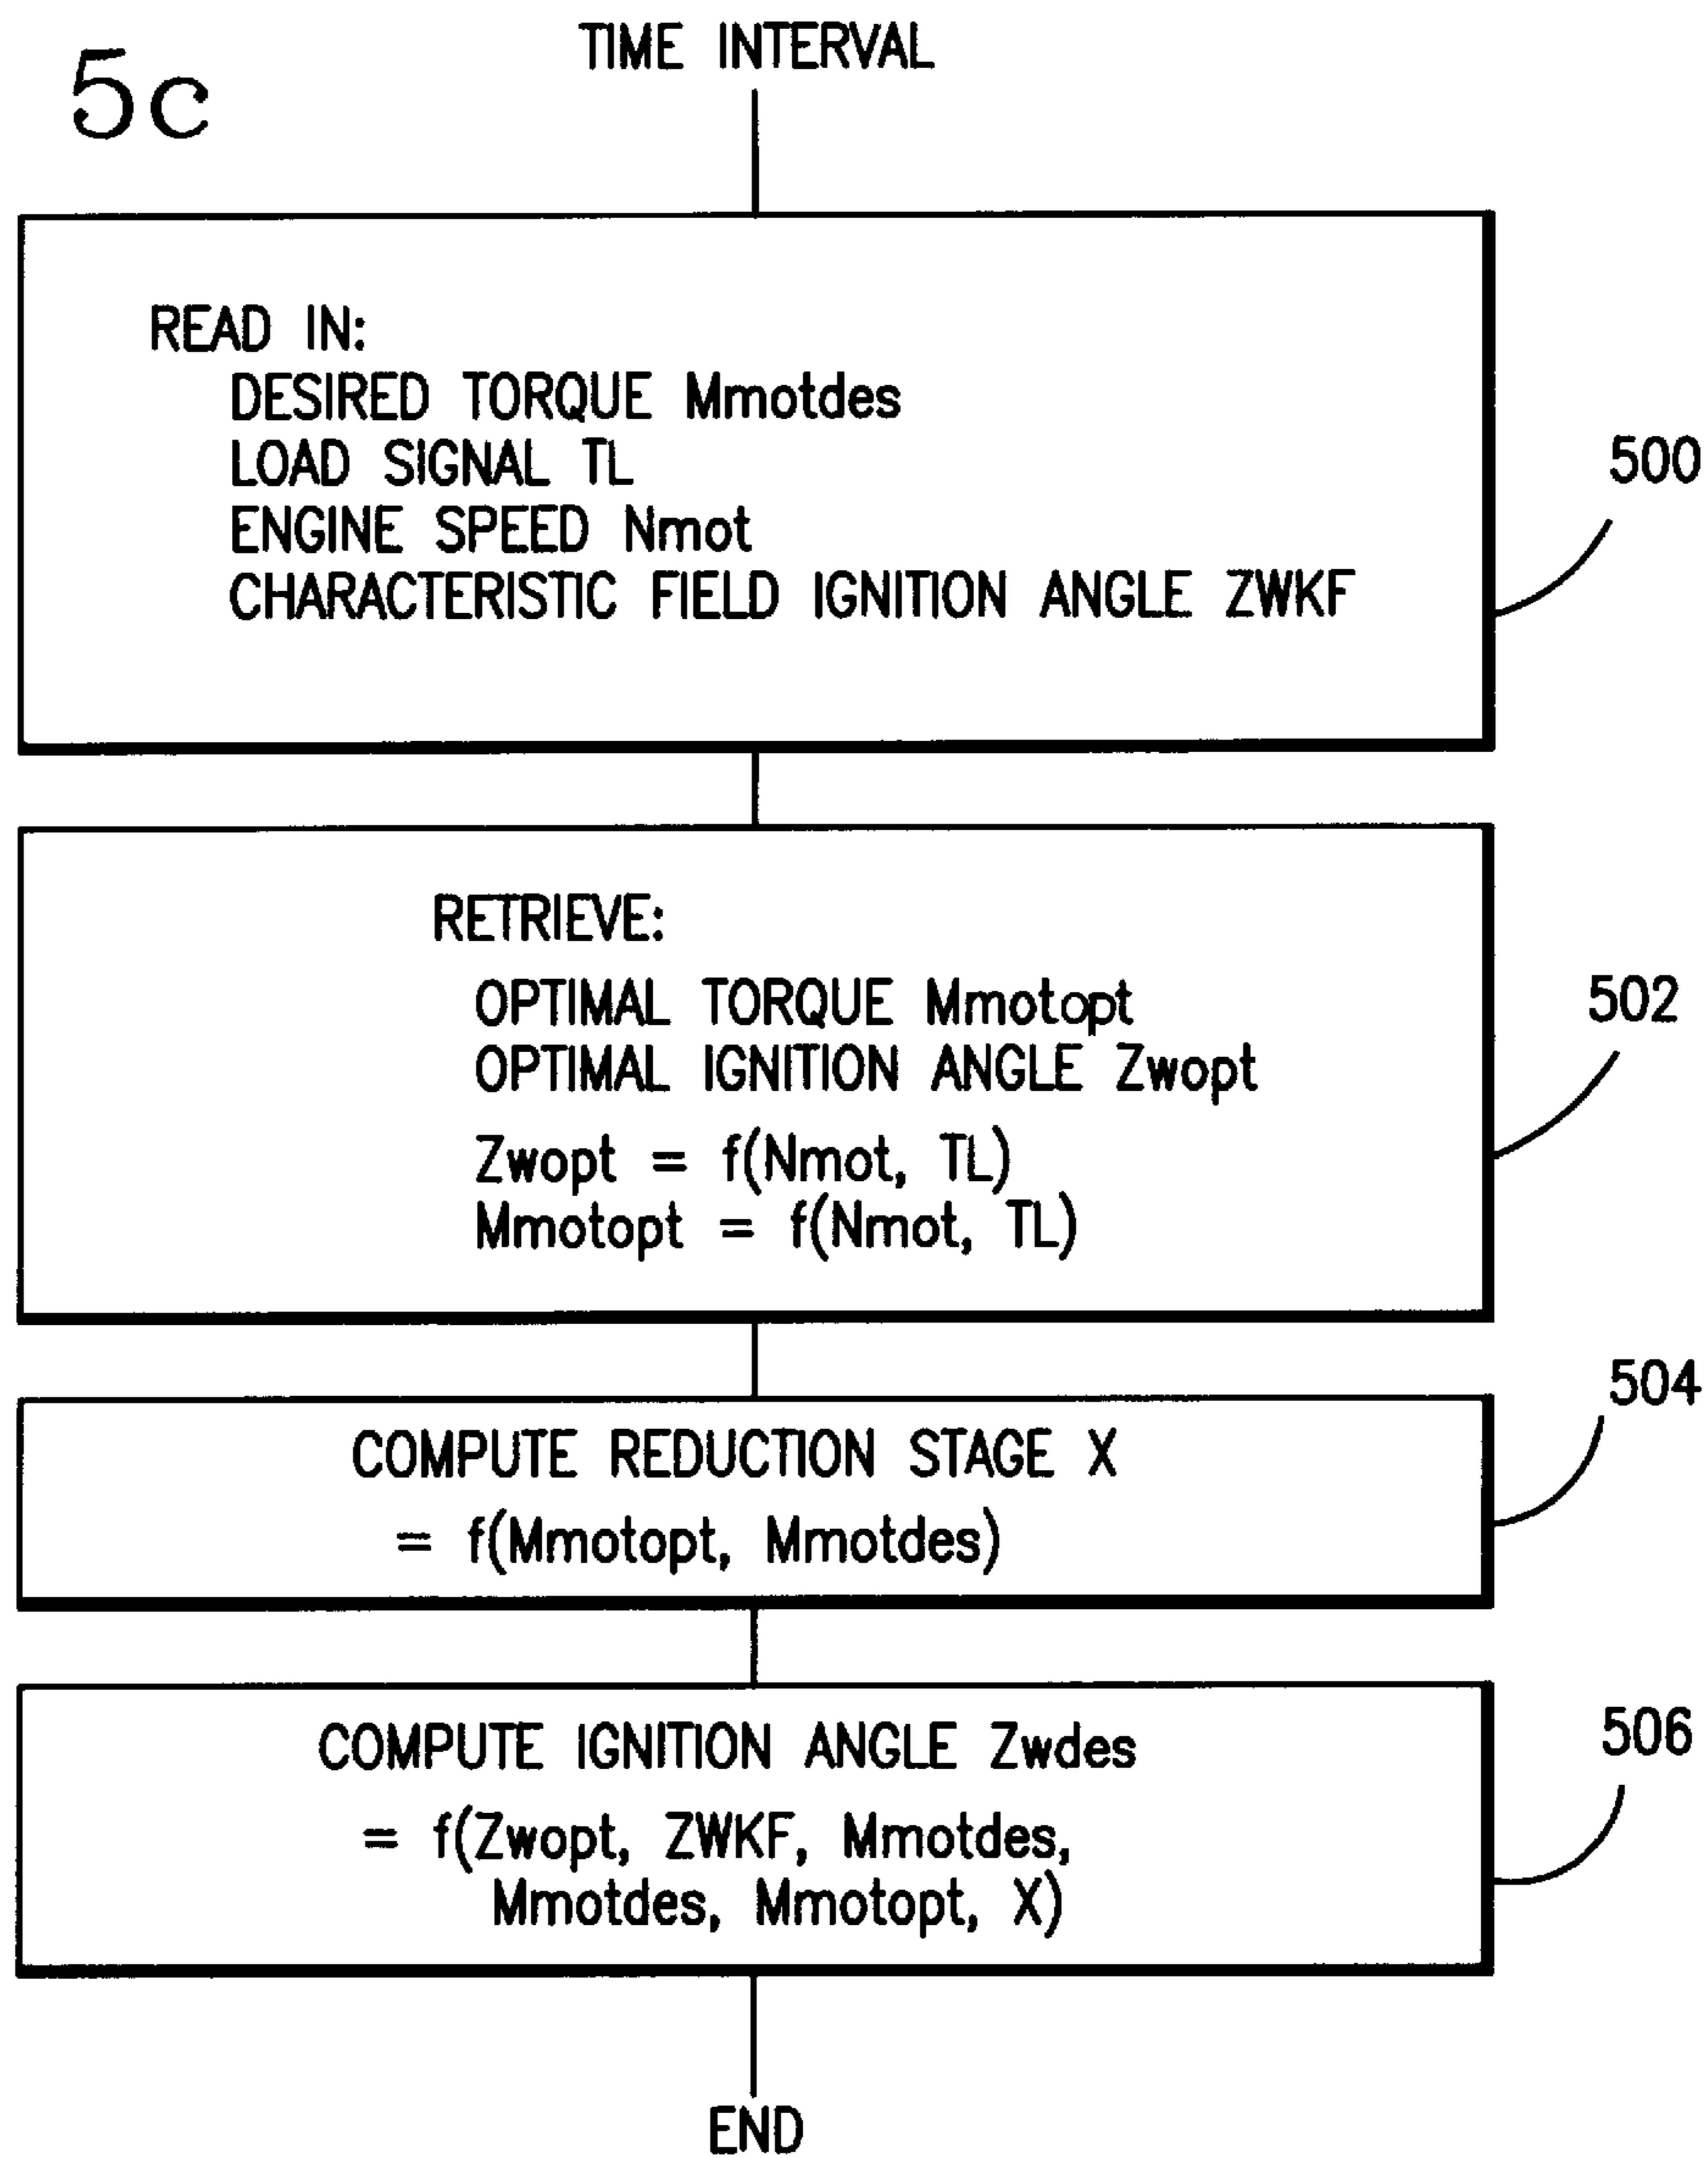 5c
TIME INTERVAL
READ IN:
DESIRED TORQUE Mmotdes
LOAD SIGNAL TL
ENGINE SPEED Nmot
CHARACTERISTIC FIELD IGNITION ANGLE ZWKF
500
RETRIEVE:
OPTIMAL TORQUE Mmotopt
OPTIMAL IGNITION ANGLE Zwopt
Zwopt = f(Nmot, TL)
Mmotopt = f(Nmot, TL)
502
COMPUTE REDUCTION STAGE X
= f(Mmotopt, Mmotdes)
504
COMPUTE IGNITION ANGLE Zwdes
= f(Zwopt, ZWKF, Mmotdes,
Mmotdes, Mmotopt, X)
506
END